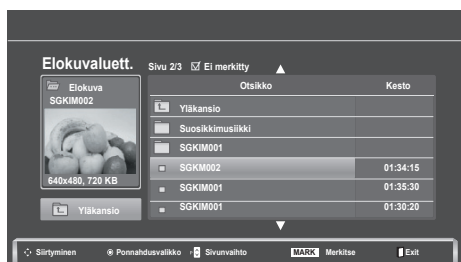 Elokuvaluett.
Sivu 2/3 ☑ Ei merkitty
Elokuva
SGKIM002
640x480, 720 KB
Yläkansio
Otsikko Kesto
Yläkansio
Suosikkimusiikki
SGKIM001
SGKM002 01:34:15
SGKIM001 01:35:30
SGKIM001 01:30:20
Siirtyminen Ponnahdusvalikko Sivunvaihto MARK Merkitse Exit